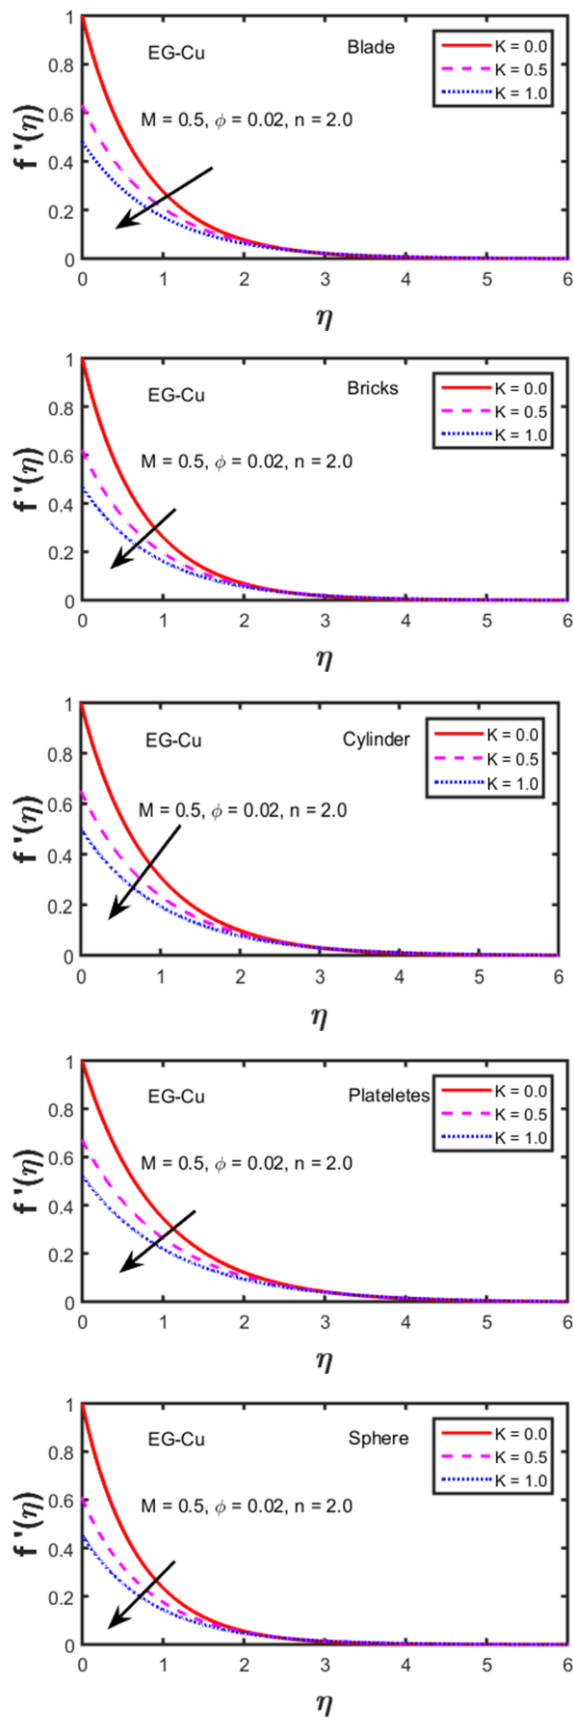 1
EG-Cu
Blade
K = 0.0
K = 0.5
K = 1.0
0.8
0.6
M = 0.5, ϕ = 0.02, n = 2.0
0.4
0.2
0
f '(η)
0 1 2 3 4 5 6
η
1
EG-Cu
Bricks
K = 0.0
K = 0.5
K = 1.0
0.8
0.6
M = 0.5, ϕ = 0.02, n = 2.0
0.4
0.2
0
f '(η)
0 1 2 3 4 5 6
η
1
EG-Cu
Cylinder
K = 0.0
K = 0.5
K = 1.0
0.8
0.6
M = 0.5, ϕ = 0.02, n = 2.0
0.4
0.2
0
f '(η)
0 1 2 3 4 5 6
η
1
EG-Cu
Plateletes
K = 0.0
K = 0.5
K = 1.0
0.8
0.6
M = 0.5, ϕ = 0.02, n = 2.0
0.4
0.2
0
f '(η)
0 1 2 3 4 5 6
η
1
EG-Cu
Sphere
K = 0.0
K = 0.5
K = 1.0
0.8
0.6
M = 0.5, ϕ = 0.02, n = 2.0
0.4
0.2
0
f '(η)
0 1 2 3 4 5 6
η